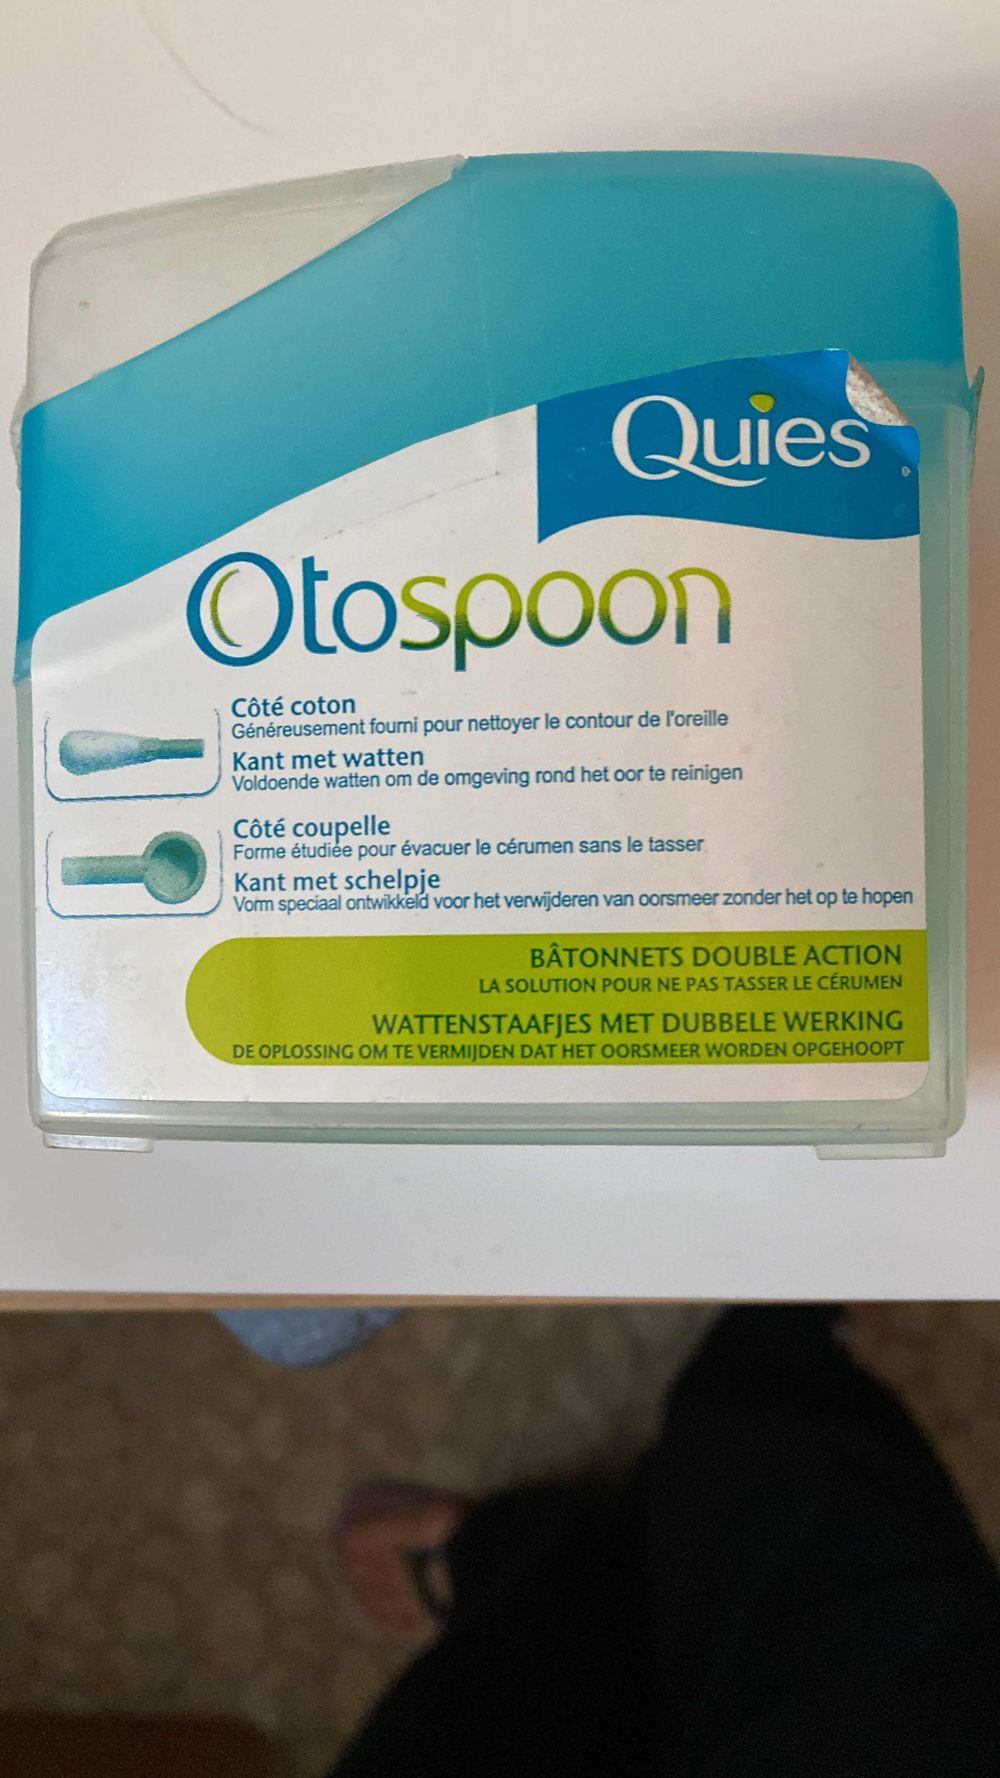 Quies
Otospoon
Côté coton
Généreusement fourni pour nettoyer le contour de l'oreille
Kant met watten
Voldoende watten om de omgeving rond het oor te reinigen
Côté coupelle
Forme étudiée pour évacuer le cérumen sans le tasser
Kant met schelpje
Vorm speciaal ontwikkeld voor het verwijderen van oorsmeer zonder het op te hopen
BÂTONNETS DOUBLE ACTION
LA SOLUTION POUR NE PAS TASSER LE CÉRUMEN
WATTENSTAAFJES MET DUBBELE WERKING
DE OPLOSSING OM TE VERMIJDEN DAT HET OORSMEER WORDEN OPGEHOOPT